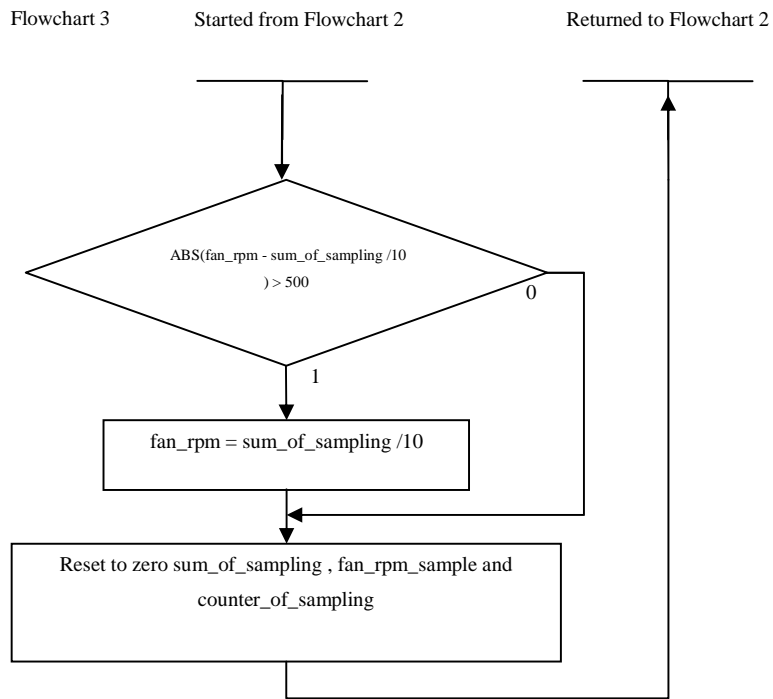 Flowchart 3
Started from Flowchart 2
Returned to Flowchart 2
ABS(fan_rpm - sum_of_sampling /10
) > 500
0
1
fan_rpm = sum_of_sampling /10
Reset to zero sum_of_sampling , fan_rpm_sample and
counter_of_sampling